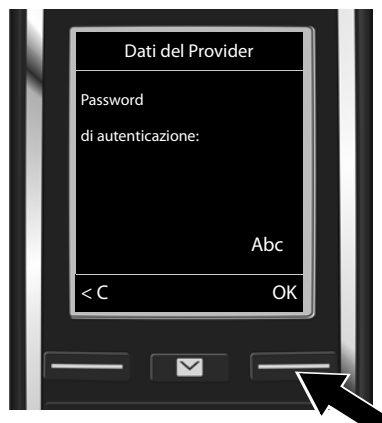 Dati del Provider
Password
di autenticazione:
Abc
< C
OK